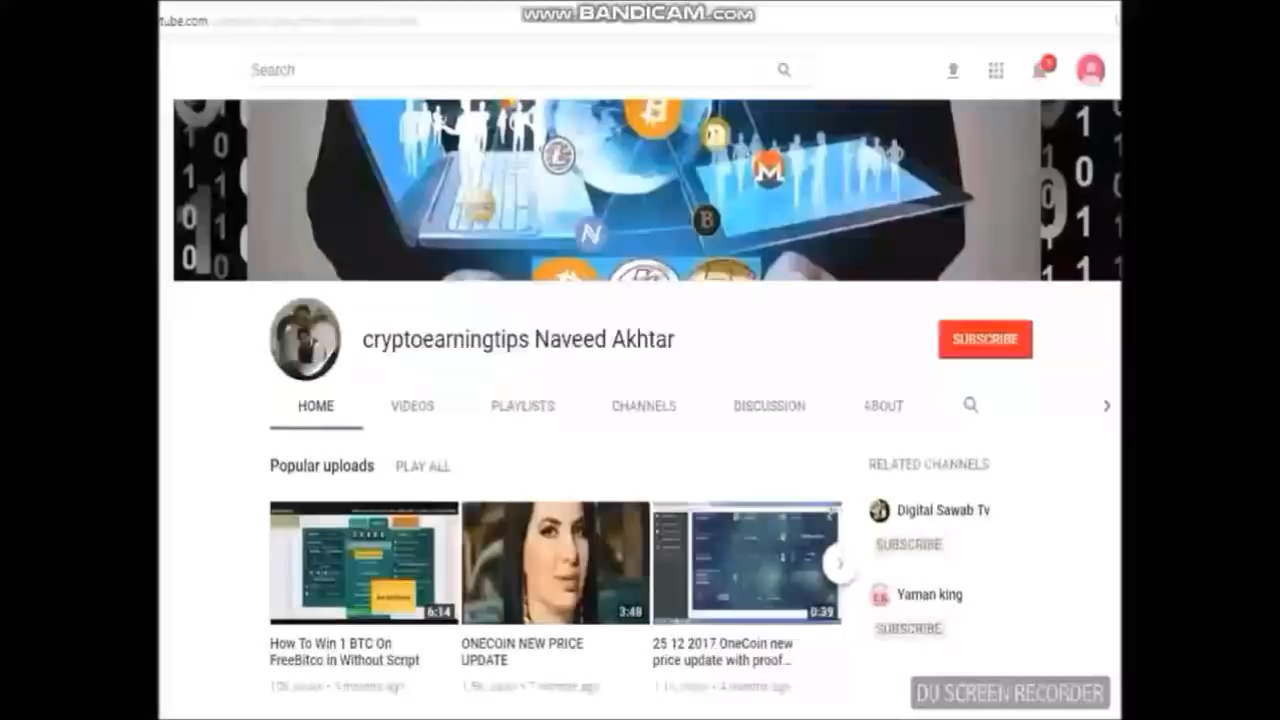 www.BANDICAM.com
tube.com
Search
cryptoearningtips Naveed Akhtar
SUBSCRIBE
HOME
VIDEOS
PLAYLISTS
CHANNELS
DISCUSSION
ABOUT
Popular uploads
PLAY ALL
RELATED CHANNELS
6:14
3:48
0:39
How To Win 1 BTC On
FreeBitco in Without Script
ONECOIN NEW PRICE
UPDATE
25 12 2017 OneCoin new
price update with proof...
Digital Sawab Tv
SUBSCRIBE
Yaman king
SUBSCRIBE
DU SCREEN RECORDER